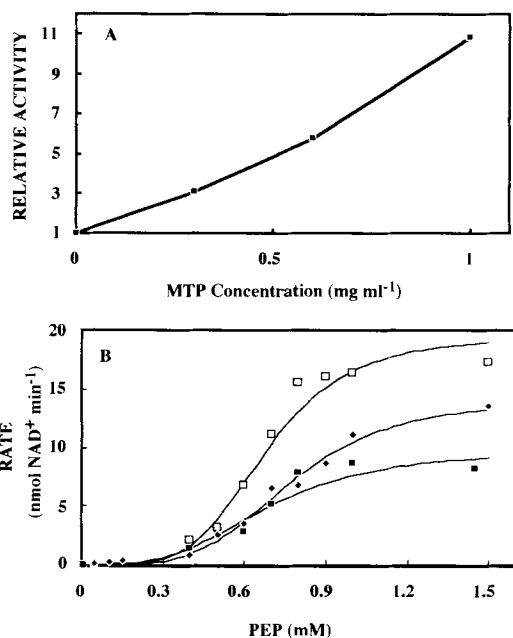 A
RELATIVE ACTIVITY
11
9
7
5
3
1
0
0.5
1
MTP Concentration (mg ml⁻¹)
B
RATE
(nmol NAD⁺ min⁻¹)
20
15
10
5
0
0
0.3
0.6
0.9
1.2
1.5
PEP (mM)